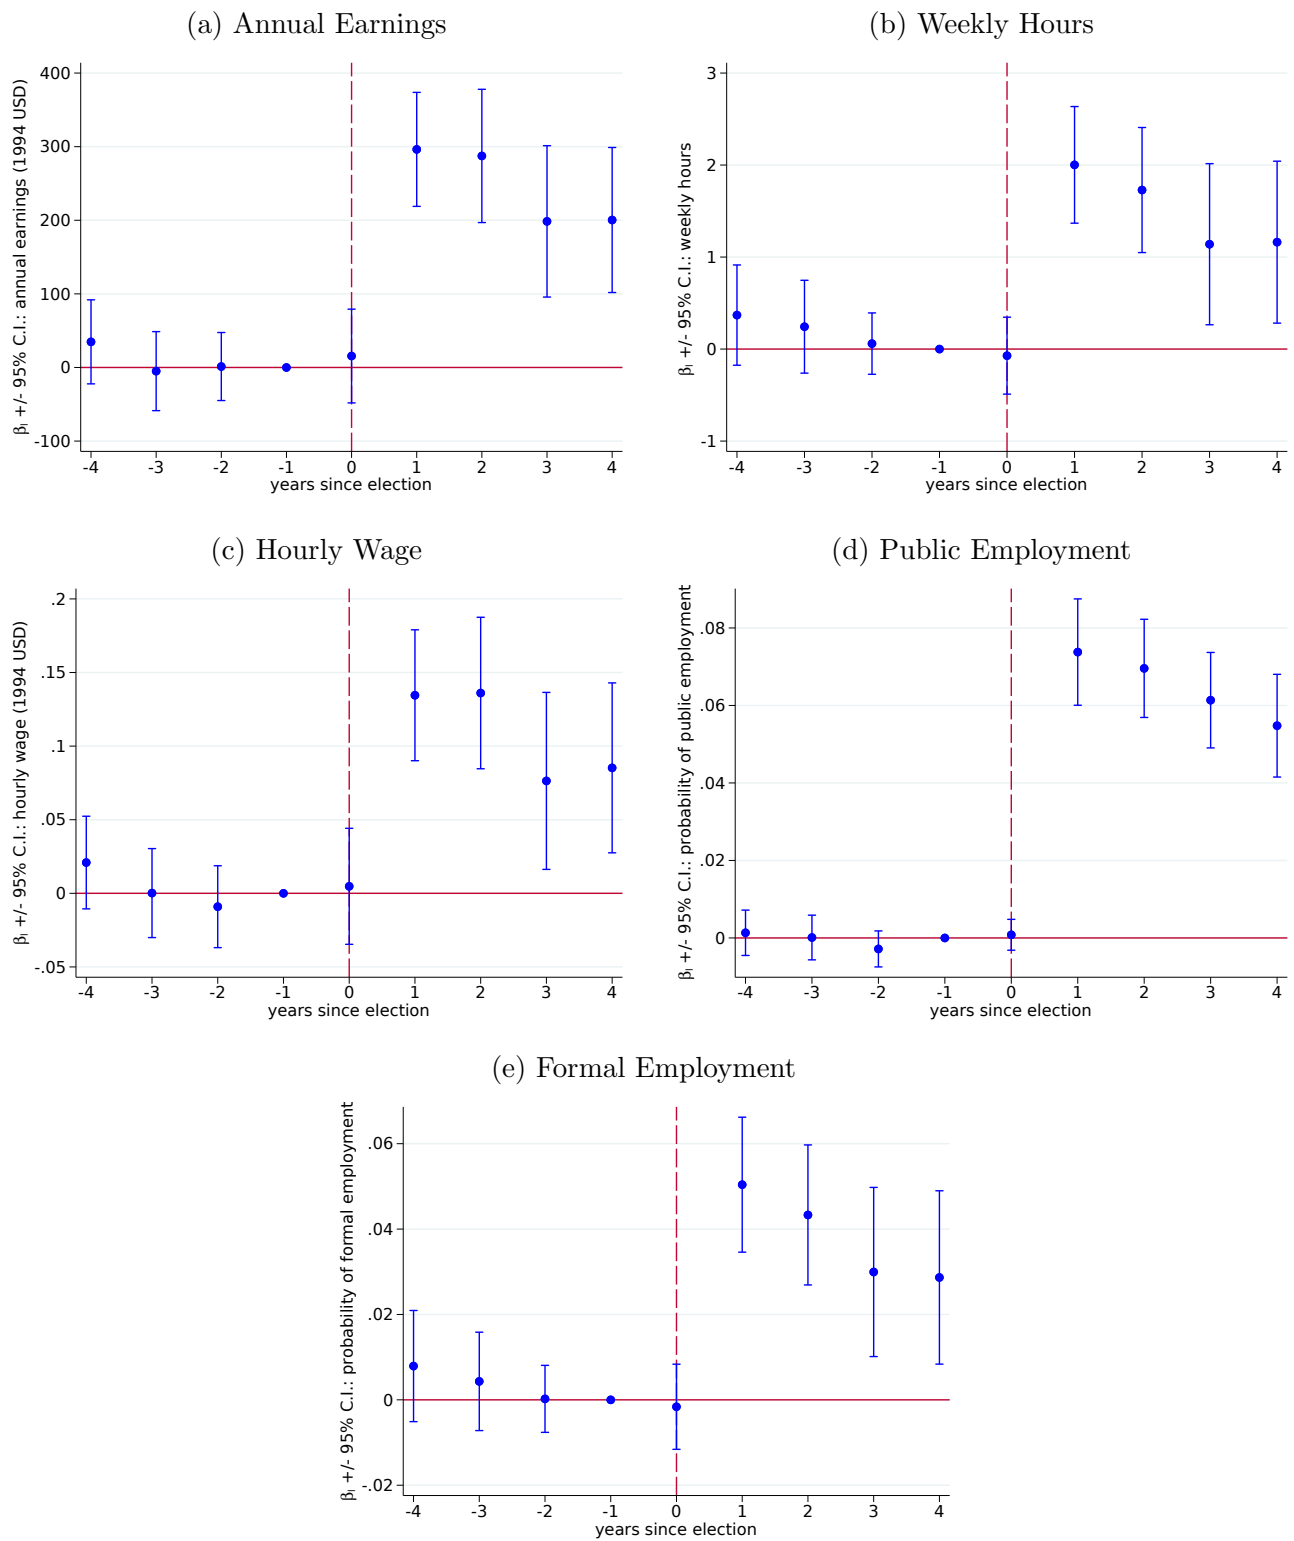 (a) Annual Earnings
β_l +/- 95% C.I.: annual earnings (1994 USD)
400
300
200
100
0
-100
-4 -3 -2 -1 0 1 2 3 4
years since election
(b) Weekly Hours
β_l +/- 95% C.I.: weekly hours
3
2
1
0
-1
-4 -3 -2 -1 0 1 2 3 4
years since election
(c) Hourly Wage
β_l +/- 95% C.I.: hourly wage (1994 USD)
.2
.15
.1
.05
0
-.05
-4 -3 -2 -1 0 1 2 3 4
years since election
(d) Public Employment
β_l +/- 95% C.I.: probability of public employment
.08
.06
.04
.02
0
-4 -3 -2 -1 0 1 2 3 4
years since election
(e) Formal Employment
β_l +/- 95% C.I.: probability of formal employment
.06
.04
.02
0
-.02
-4 -3 -2 -1 0 1 2 3 4
years since election